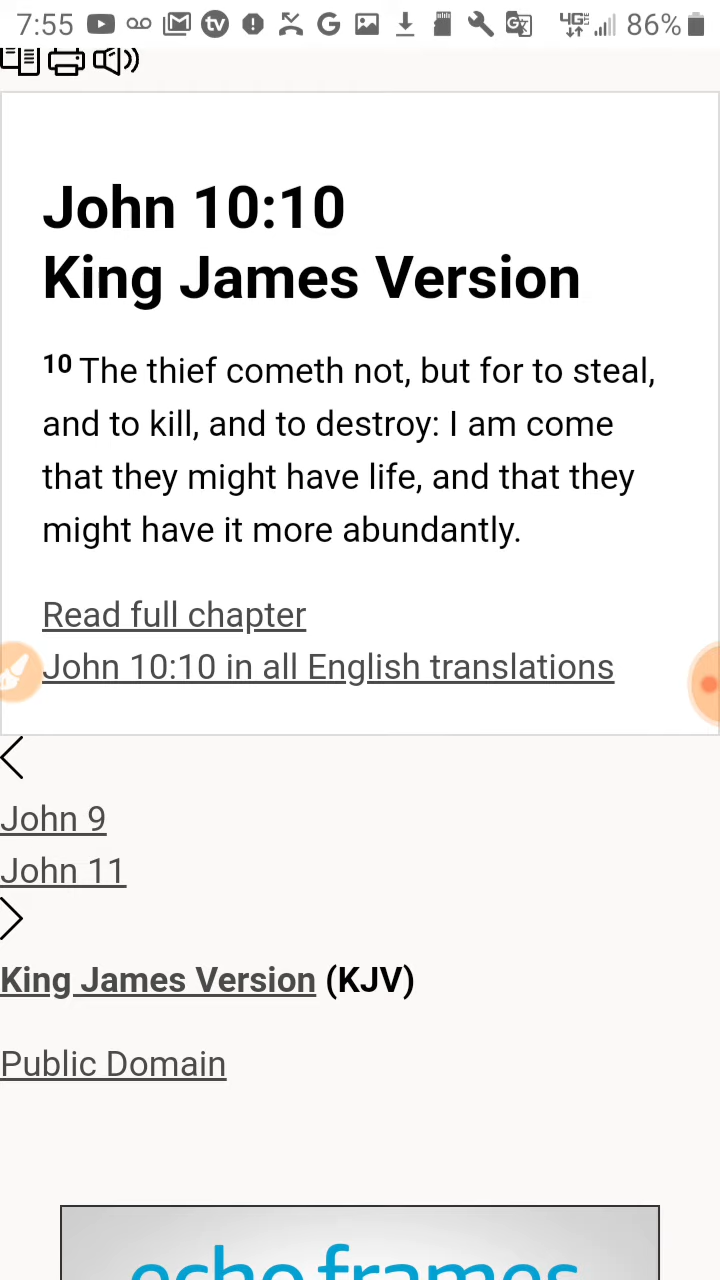 7:55 86%
John 10:10
King James Version
10 The thief cometh not, but for to steal,
and to kill, and to destroy: I am come
that they might have life, and that they
might have it more abundantly.
Read full chapter
John 10:10 in all English translations
John 9
John 11
King James Version (KJV)
Public Domain
echo frames